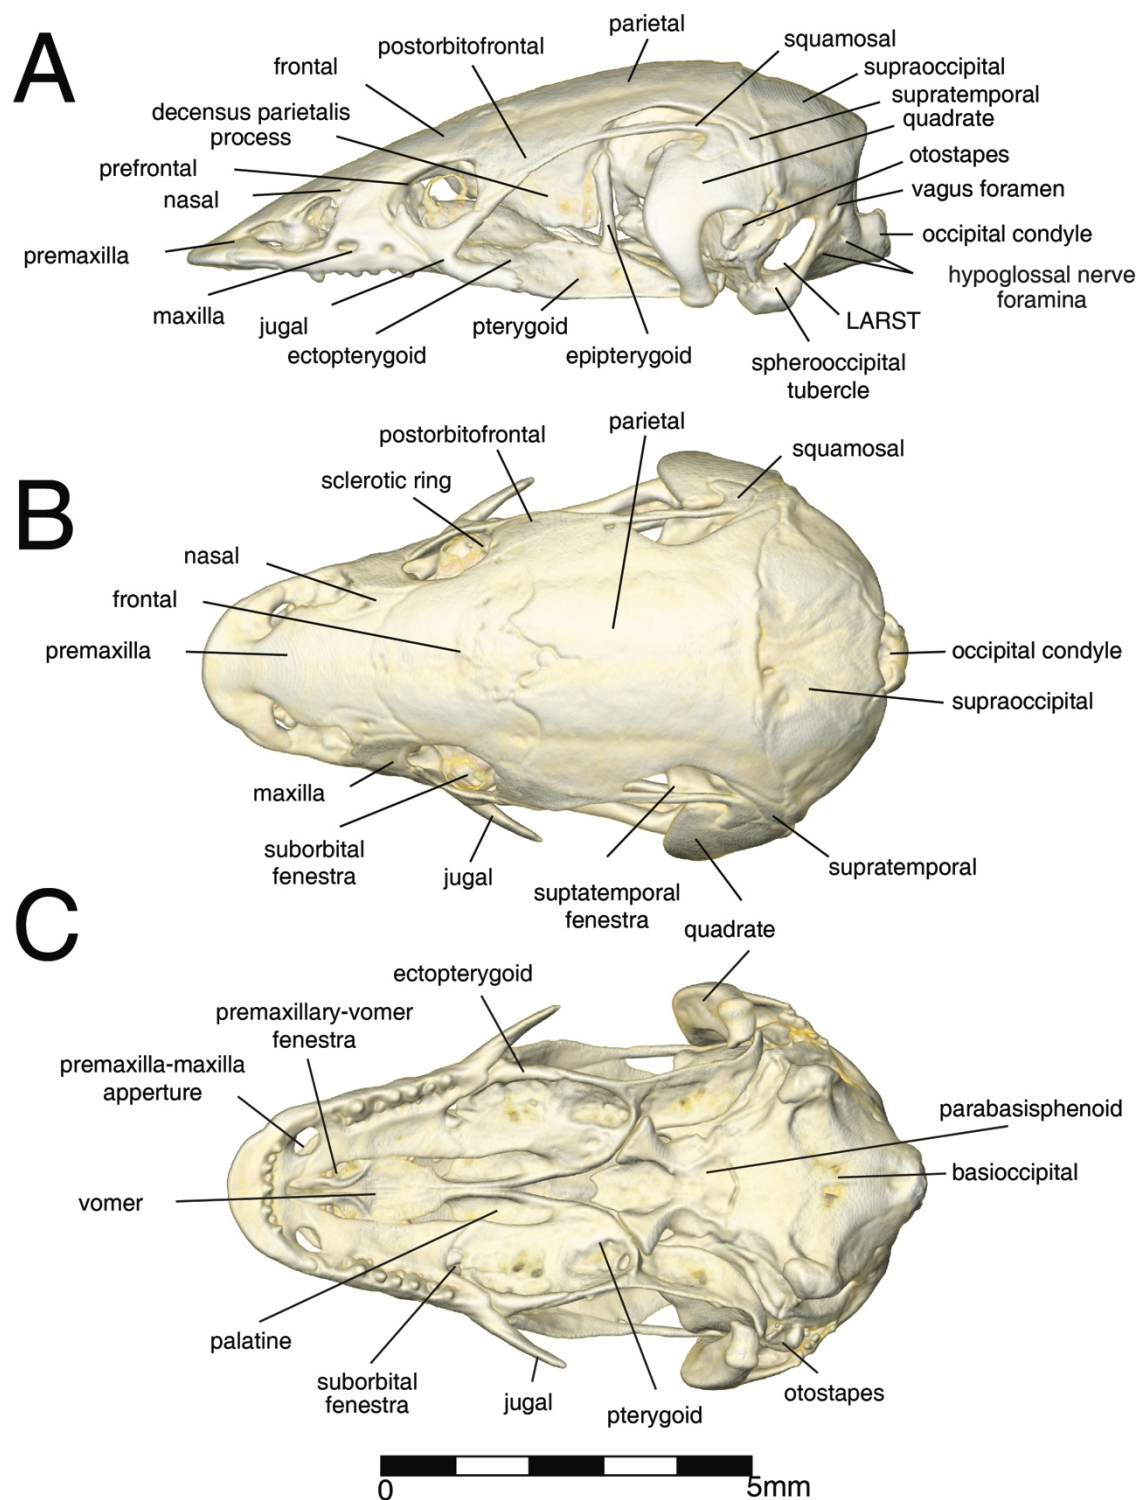 A
parietal
postorbitofrontal
squamosal
frontal
supraoccipital
decensus parietalis
process
supratemporal
quadrate
prefrontal
otostapes
nasal
vagus foramen
premaxilla
occipital condyle
hypoglossal nerve
foramina
maxilla
jugal
pterygoid
LARST
ectopterygoid
epipterygoid
spherooccipital
tubercle
B
parietal
postorbitofrontal
squamosal
sclerotic ring
nasal
frontal
premaxilla
occipital condyle
supraoccipital
maxilla
suborbital
fenestra
jugal
supratemporal
suptatemporal
fenestra
quadrate
C
ectopterygoid
premaxillary-vomer
fenestra
premaxilla-maxilla
apperture
parabasisphenoid
basioccipital
vomer
palatine
suborbital
fenestra
jugal
pterygoid
otostapes
0
5mm